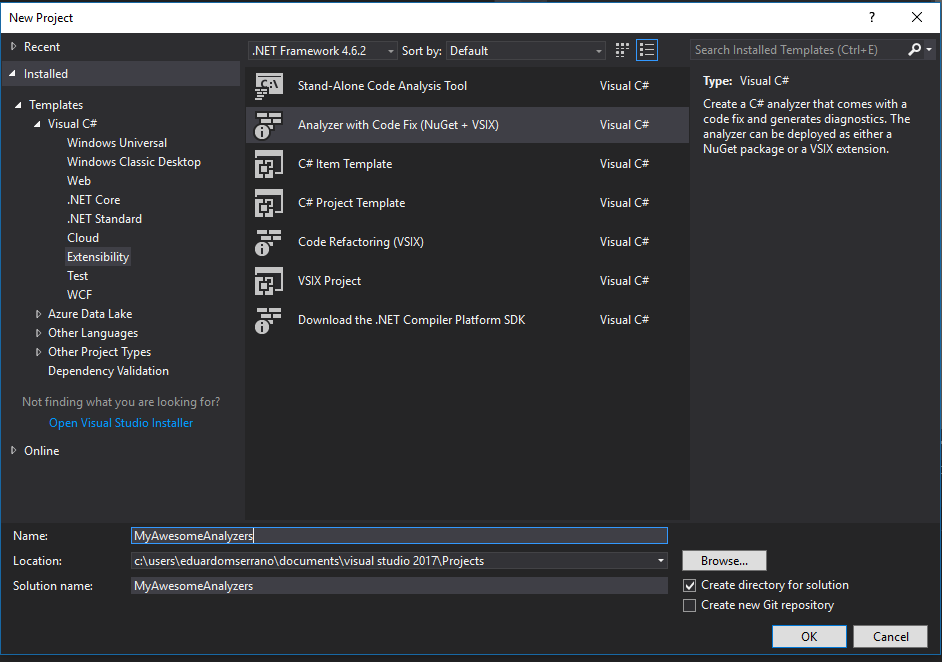 New Project
?
Recent
Installed
Templates
Visual C#
Windows Universal
Windows Classic Desktop
Web
.NET Core
.NET Standard
Cloud
Extensibility
Test
WCF
Azure Data Lake
Other Languages
Other Project Types
Dependency Validation
Not finding what you are looking for?
Open Visual Studio Installer
Online
.NET Framework 4.6.2 Sort by: Default
C:\ Stand-Alone Code Analysis Tool Visual C#
Analyzer with Code Fix (NuGet + VSIX) Visual C#
C# Item Template Visual C#
C# Project Template Visual C#
Code Refactoring (VSIX) Visual C#
VSIX Project Visual C#
Download the .NET Compiler Platform SDK Visual C#
Search Installed Templates (Ctrl+E)
Type: Visual C#
Create a C# analyzer that comes with a
code fix and generates diagnostics. The
analyzer can be deployed as either a
NuGet package or a VSIX extension.
Name: MyAwesomeAnalyzers
Location: c:\users\eduardomserrano\documents\visual studio 2017\Projects
Browse...
Solution name: MyAwesomeAnalyzers
Create directory for solution
Create new Git repository
OK Cancel